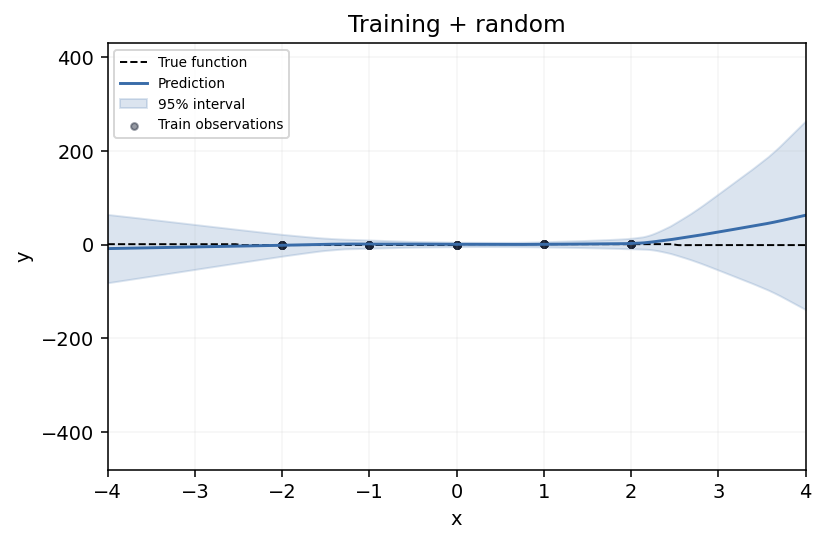 Training + random
400
200
0
−200
−400
y
True function
Prediction
95% interval
Train observations
−4
−3
−2
−1
0
1
2
3
4
x